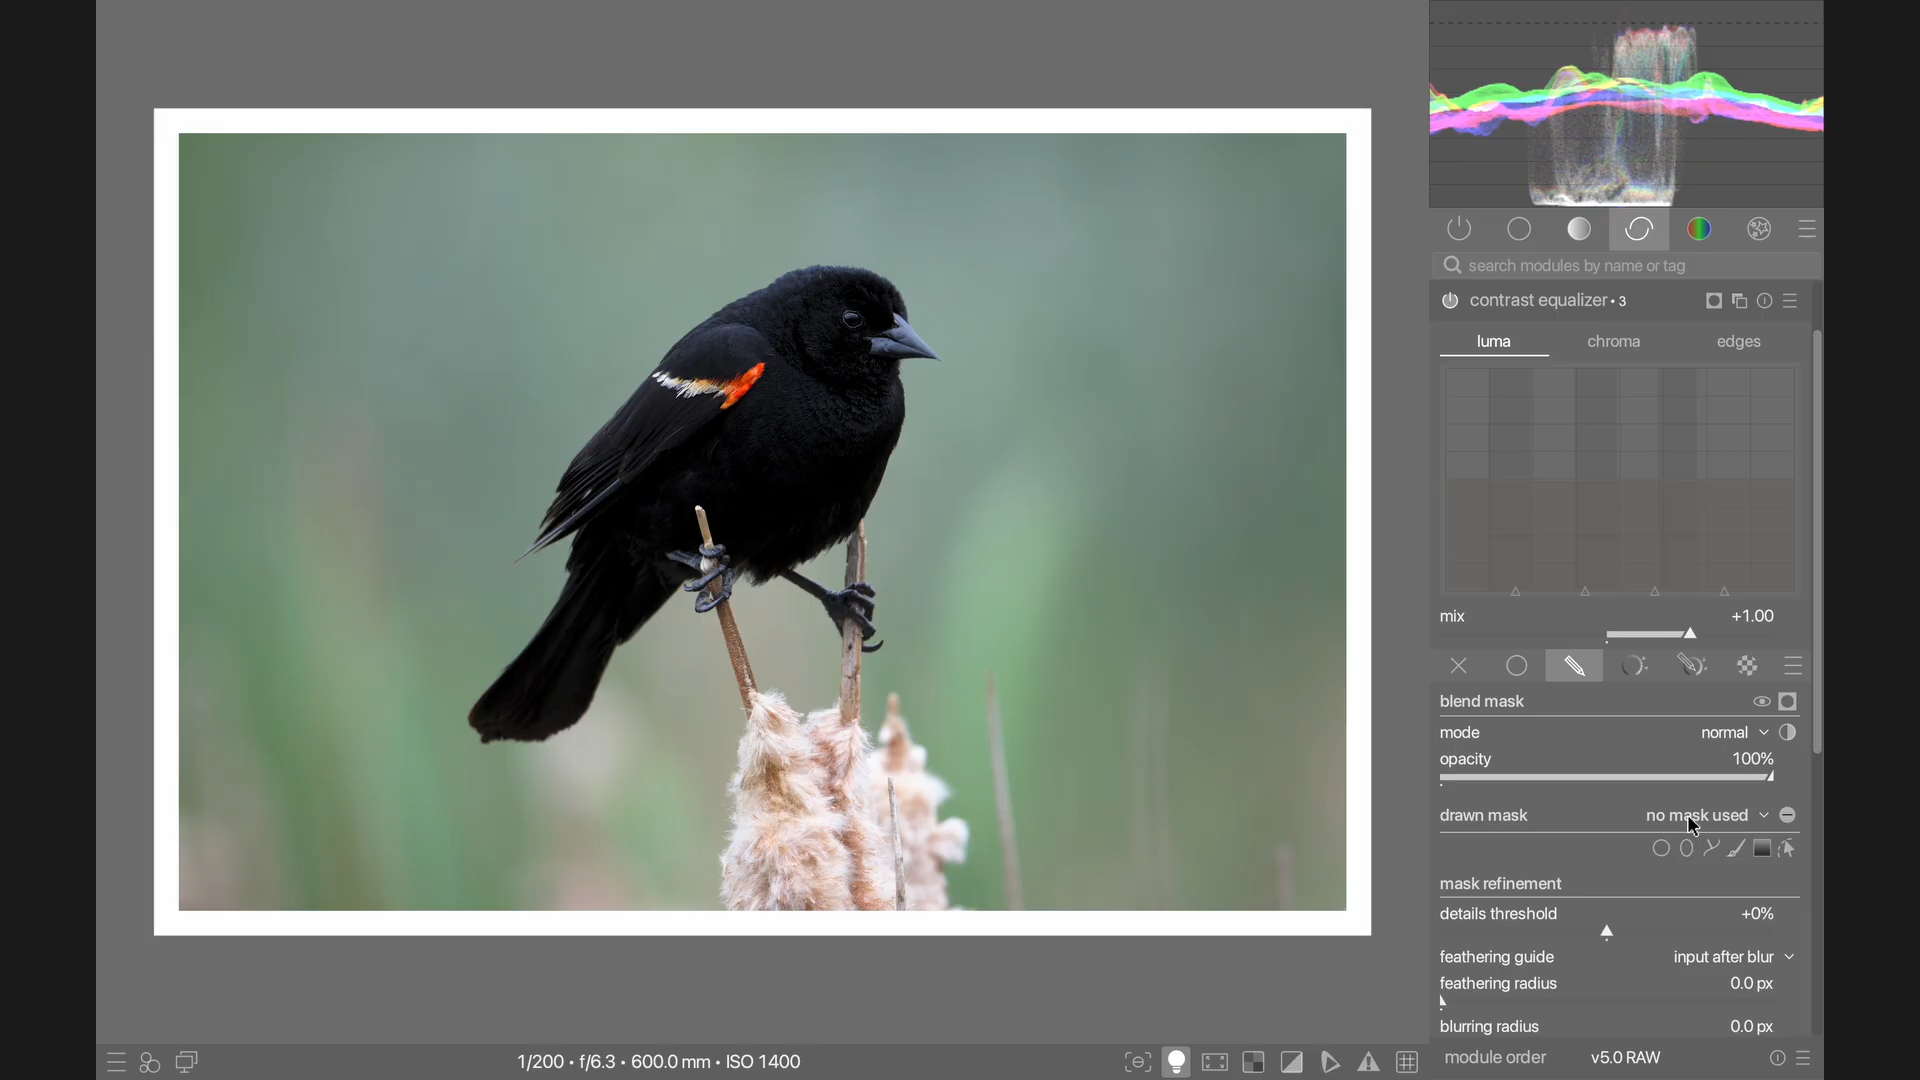 search modules by name or tag
contrast equalizer • 3
luma chroma edges
mix +1.00
blend mask
mode normal
opacity 100%
drawn mask no mask used
mask refinement
details threshold +0%
feathering guide input after blur
feathering radius 0.0 px
blurring radius 0.0 px
1/200 • f/6.3 • 600.0 mm • ISO 1400
module order v5.0 RAW